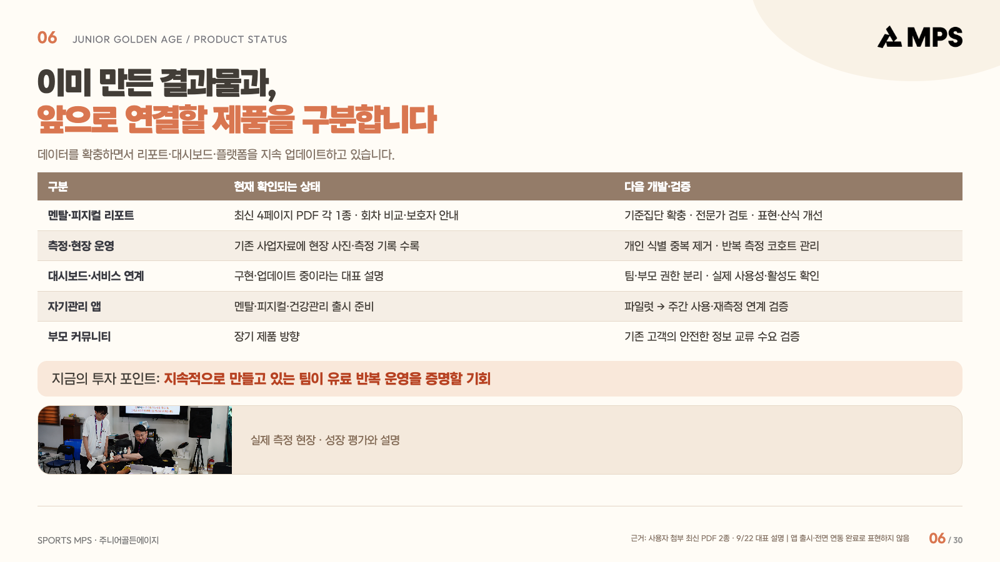 06 JUNIOR GOLDEN AGE / PRODUCT STATUS
MPS
이미 만든 결과물과,
앞으로 연결할 제품을 구분합니다
데이터를 확충하면서 리포트·대시보드·플랫폼을 지속 업데이트하고 있습니다.
구분 현재 확인되는 상태 다음 개발·검증
멘탈·피지컬 리포트 최신 4페이지 PDF 각 1종 · 회차 비교·보호자 안내 기준집단 확충 · 전문가 검토 · 표현·산식 개선
측정·현장 운영 기존 사업자료에 현장 사진·측정 기록 수록 개인 식별 중복 제거 · 반복 측정 코호트 관리
대시보드·서비스 연계 구현·업데이트 중이라는 대표 설명 팀·부모 권한 분리 · 실제 사용성·활성도 확인
자기관리 앱 멘탈·피지컬·건강관리 출시 준비 파일럿 → 주간 사용·재측정 연계 검증
부모 커뮤니티 장기 제품 방향 기존 고객의 안전한 정보 교류 수요 검증
지금의 투자 포인트: 지속적으로 만들고 있는 팀이 유료 반복 운영을 증명할 기회
실제 측정 현장 · 성장 평가와 설명
SPORTS MPS · 주니어골든에이지
근거: 사용자 첨부 최신 PDF 2종 · 9/22 대표 설명 | 앱 출시·전면 연동 완료로 표현하지 않음
06 / 30